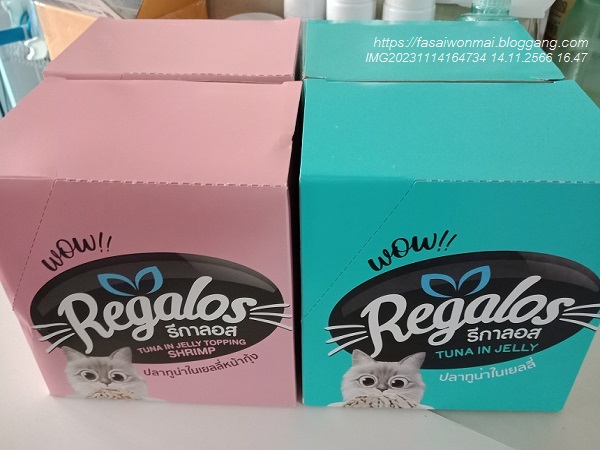 https://fasaiwonmai.bloggang.com
IMG20231114164734 14.11.2566 16.47
WOW!!
Regalos
รีกาลอส
TUNA IN JELLY TOPPING
SHRIMP
ปลาทูน่าในเยลลี่หน้ากุ้ง
WOW!!
Regalos
รีกาลอส
TUNA IN JELLY
ปลาทูน่าในเยลลี่